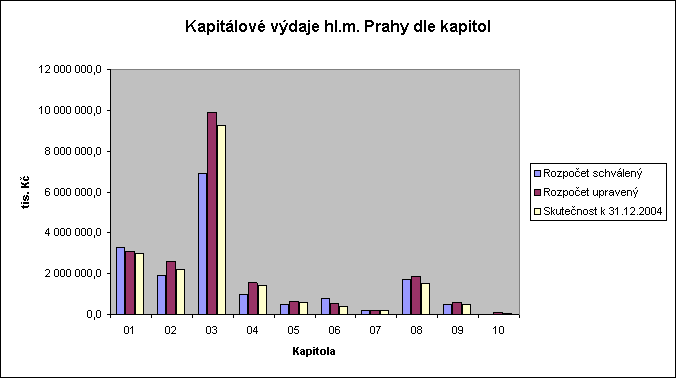 Kapitálové výdaje hl.m. Prahy dle kapitol
12 000 000,0
10 000 000,0
8 000 000,0
6 000 000,0
4 000 000,0
2 000 000,0
0,0
tis. Kč
01 02 03 04 05 06 07 08 09 10
Kapitola
Rozpočet schválený
Rozpočet upravený
Skutečnost k 31.12.2004